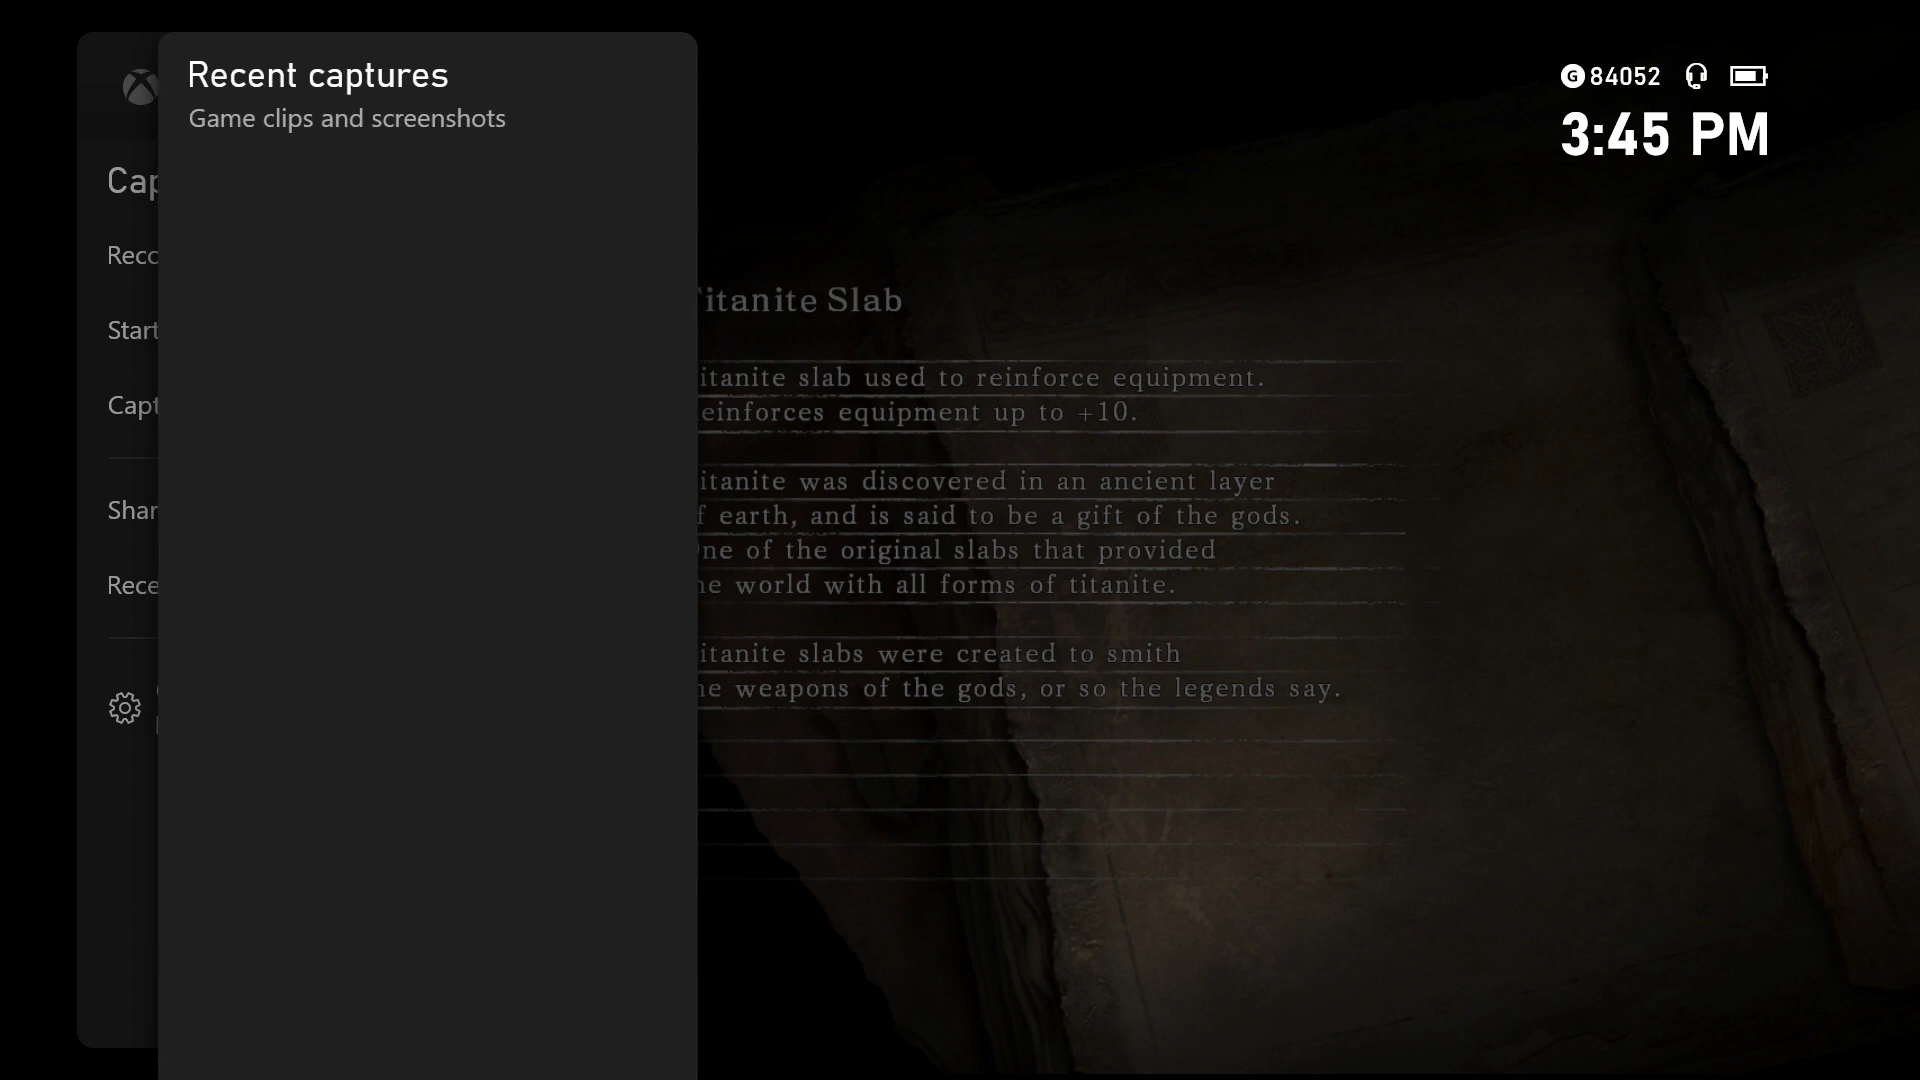 Recent captures
Game clips and screenshots
G 84052
3:45 PM
Cap
Reco
Start
Capt
Shar
Rece
itanite Slab
itanite slab used to reinforce equipment.
einforces equipment up to +10.
itanite was discovered in an ancient layer
f earth, and is said to be a gift of the gods.
ne of the original slabs that provided
he world with all forms of titanite.
itanite slabs were created to smith
he weapons of the gods, or so the legends say.